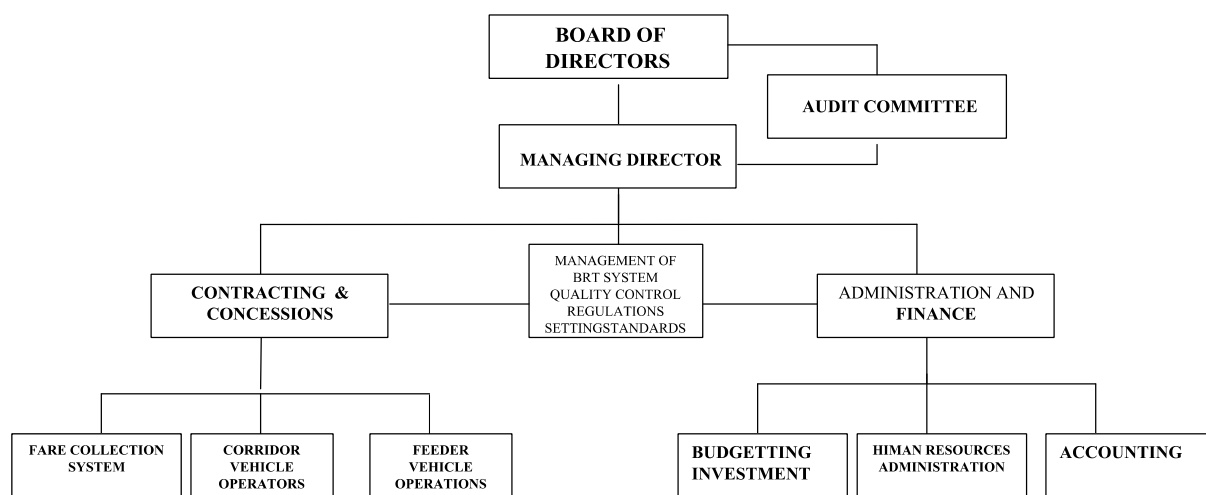 BOARD OF
DIRECTORS
AUDIT COMMITTEE
MANAGING DIRECTOR
CONTRACTING &
CONCESSIONS
MANAGEMENT OF
BRT SYSTEM
QUALITY CONTROL
REGULATIONS
SETTINGSTANDARDS
ADMINISTRATION AND
FINANCE
FARE COLLECTION
SYSTEM
CORRIDOR
VEHICLE
OPERATORS
FEEDER
VEHICLE
OPERATIONS
BUDGETTING
INVESTMENT
HIMAN RESOURCES
ADMINISTRATION
ACCOUNTING